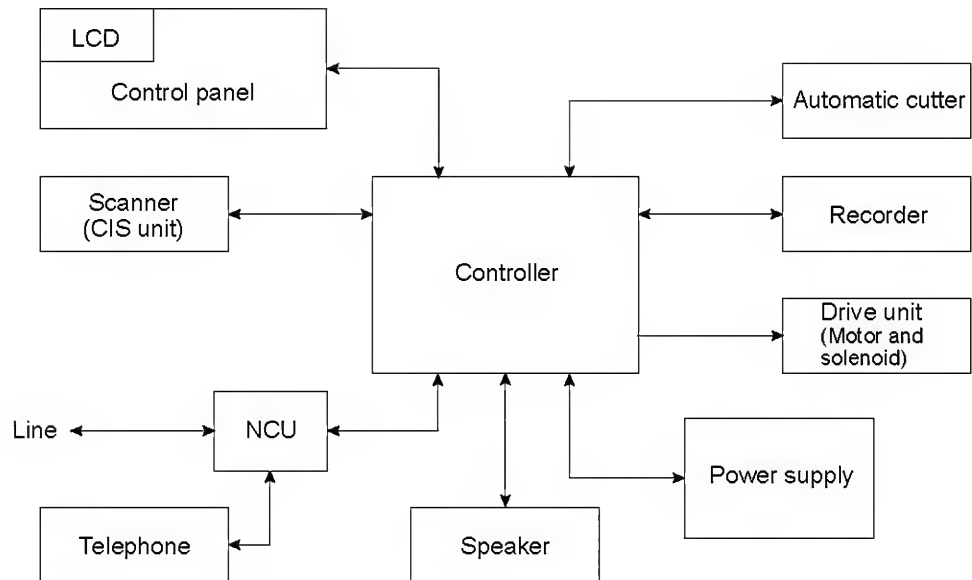 LCD
Control panel
Automatic cutter
Scanner
(CIS unit)
Controller
Recorder
Drive unit
(Motor and
solenoid)
Line
NCU
Power supply
Telephone
Speaker